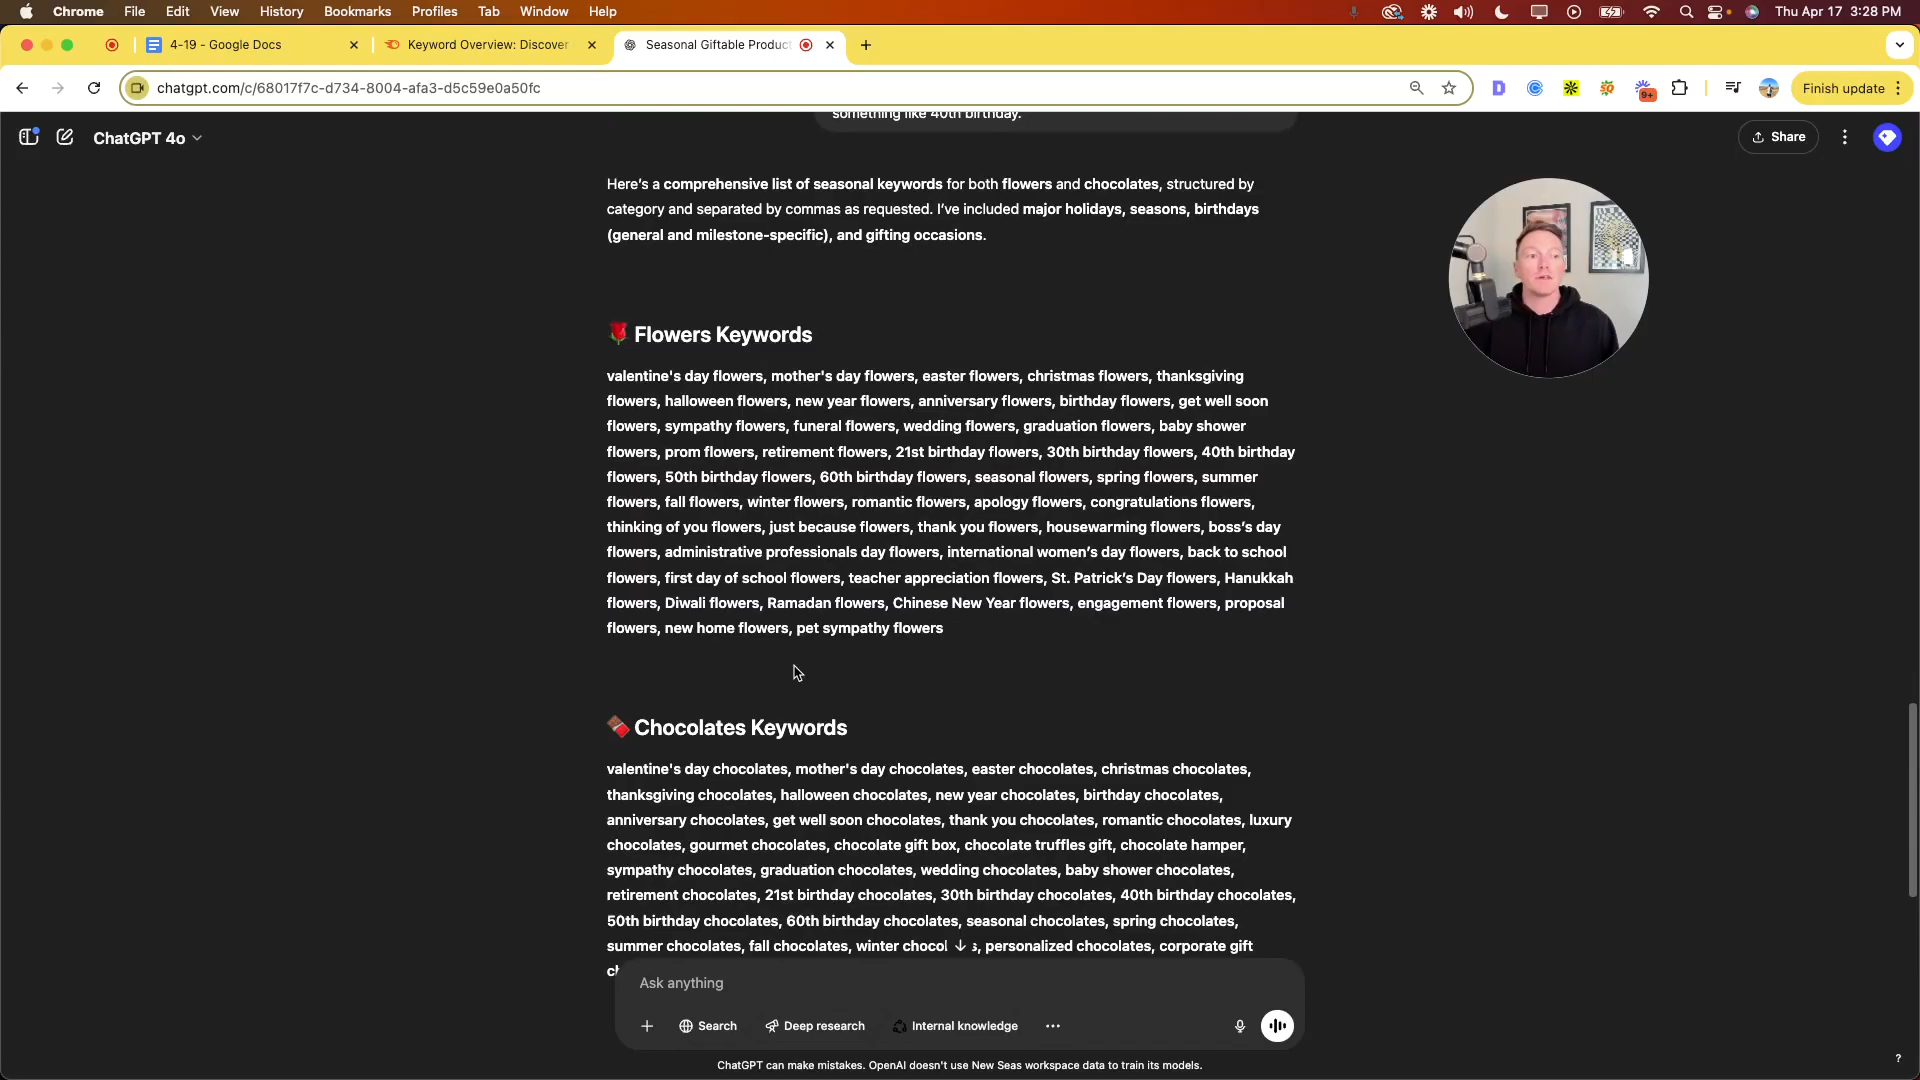 Chrome File Edit View History Bookmarks Profiles Tab Window Help Thu Apr 17 3:28 PM
4-19 - Google Docs Keyword Overview: Discover Seasonal Giftable Product
chatgpt.com/c/68017f7c-d734-8004-afa3-d5c59e0a50fc 9+ Finish update
something like 40th birthday.
ChatGPT 4o Share
Here's a comprehensive list of seasonal keywords for both flowers and chocolates, structured by
category and separated by commas as requested. I've included major holidays, seasons, birthdays
(general and milestone-specific), and gifting occasions.
Flowers Keywords
valentine's day flowers, mother's day flowers, easter flowers, christmas flowers, thanksgiving
flowers, halloween flowers, new year flowers, anniversary flowers, birthday flowers, get well soon
flowers, sympathy flowers, funeral flowers, wedding flowers, graduation flowers, baby shower
flowers, prom flowers, retirement flowers, 21st birthday flowers, 30th birthday flowers, 40th birthday
flowers, 50th birthday flowers, 60th birthday flowers, seasonal flowers, spring flowers, summer
flowers, fall flowers, winter flowers, romantic flowers, apology flowers, congratulations flowers,
thinking of you flowers, just because flowers, thank you flowers, housewarming flowers, boss's day
flowers, administrative professionals day flowers, international women's day flowers, back to school
flowers, first day of school flowers, teacher appreciation flowers, St. Patrick's Day flowers, Hanukkah
flowers, Diwali flowers, Ramadan flowers, Chinese New Year flowers, engagement flowers, proposal
flowers, new home flowers, pet sympathy flowers
Chocolates Keywords
valentine's day chocolates, mother's day chocolates, easter chocolates, christmas chocolates,
thanksgiving chocolates, halloween chocolates, new year chocolates, birthday chocolates,
anniversary chocolates, get well soon chocolates, thank you chocolates, romantic chocolates, luxury
chocolates, gourmet chocolates, chocolate gift box, chocolate truffles gift, chocolate hamper,
sympathy chocolates, graduation chocolates, wedding chocolates, baby shower chocolates,
retirement chocolates, 21st birthday chocolates, 30th birthday chocolates, 40th birthday chocolates,
50th birthday chocolates, 60th birthday chocolates, seasonal chocolates, spring chocolates,
summer chocolates, fall chocolates, winter chocol s, personalized chocolates, corporate gift
Ask anything
Search Deep research Internal knowledge
ChatGPT can make mistakes. OpenAI doesn't use New Seas workspace data to train its models.
?